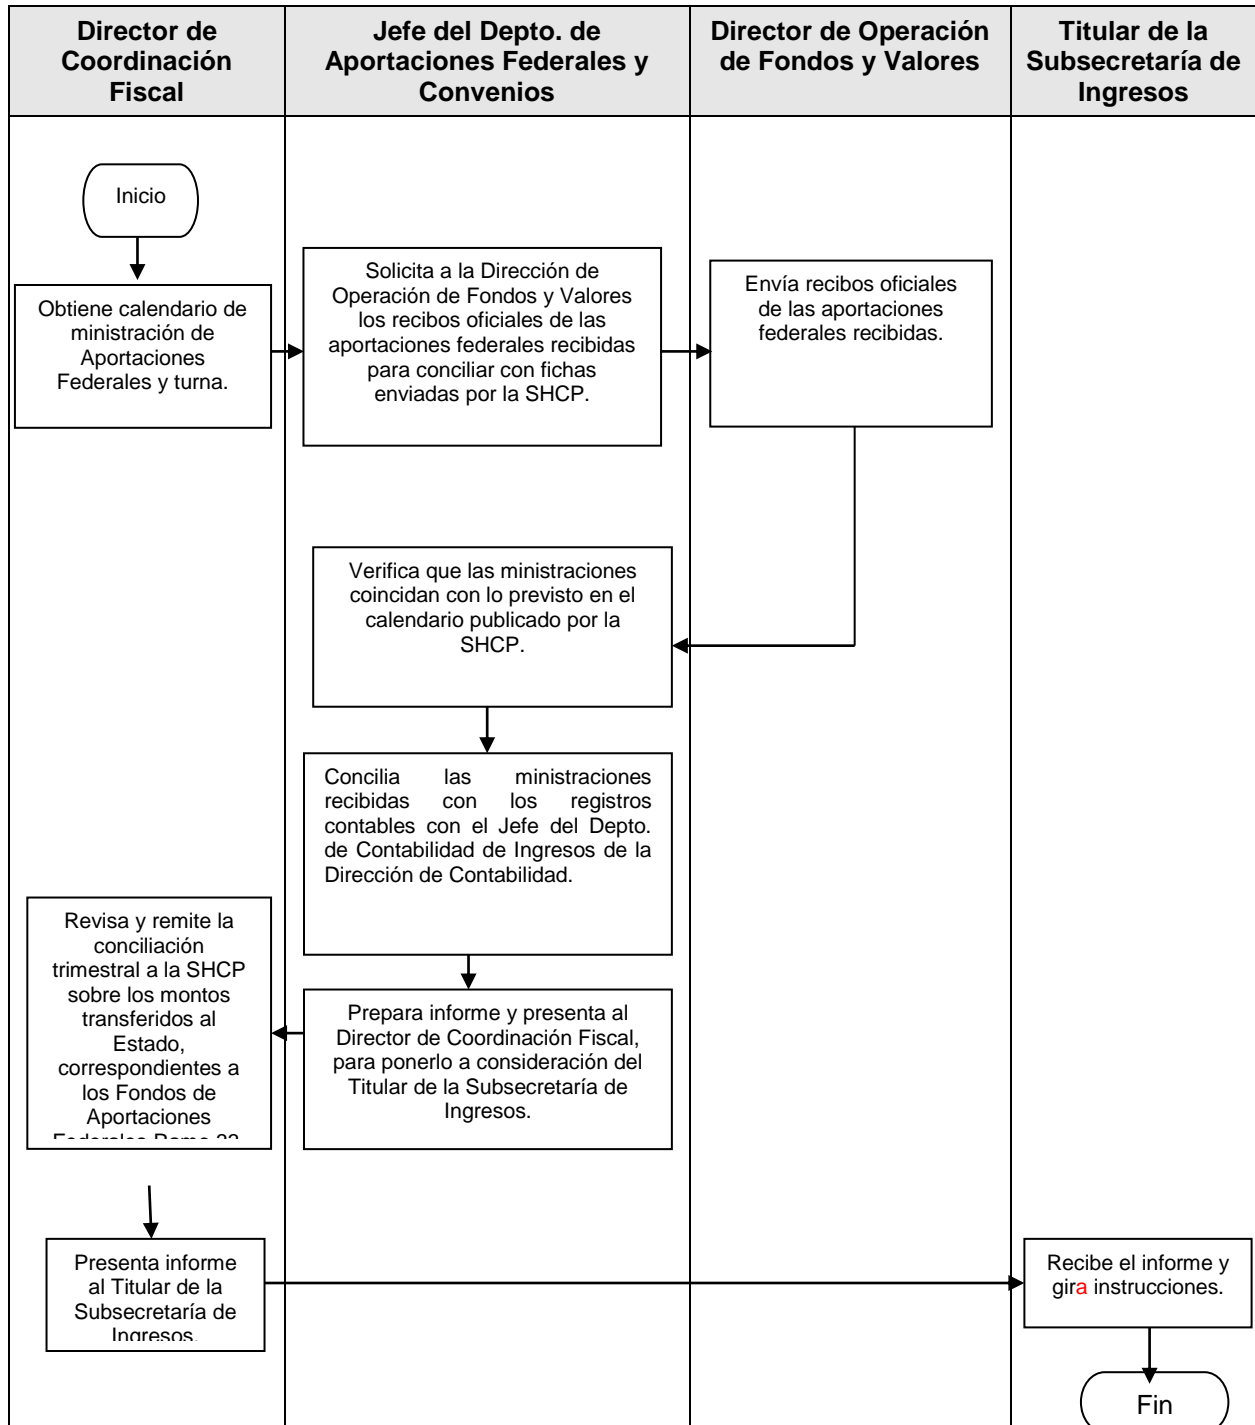 Director de
Coordinación
Fiscal
Jefe del Depto. de
Aportaciones Federales y
Convenios
Director de Operación
de Fondos y Valores
Titular de la
Subsecretaría de
Ingresos
Inicio
Obtiene calendario de
ministración de
Aportaciones
Federales y turna.
Solicita a la Dirección de
Operación de Fondos y Valores
los recibos oficiales de las
aportaciones federales recibidas
para conciliar con fichas
enviadas por la SHCP.
Envía recibos oficiales
de las aportaciones
federales recibidas.
Verifica que las ministraciones
coincidan con lo previsto en el
calendario publicado por la
SHCP.
Concilia las ministraciones
recibidas con los registros
contables con el Jefe del Depto.
de Contabilidad de Ingresos de la
Dirección de Contabilidad.
Prepara informe y presenta al
Director de Coordinación Fiscal,
para ponerlo a consideración del
Titular de la Subsecretaría de
Ingresos.
Revisa y remite la
conciliación
trimestral a la SHCP
sobre los montos
transferidos al
Estado,
correspondientes a
los Fondos de
Aportaciones
Federales Ramo
Presenta informe
al Titular de la
Subsecretaría de
Ingresos.
Recibe el informe y
gira instrucciones.
Fin